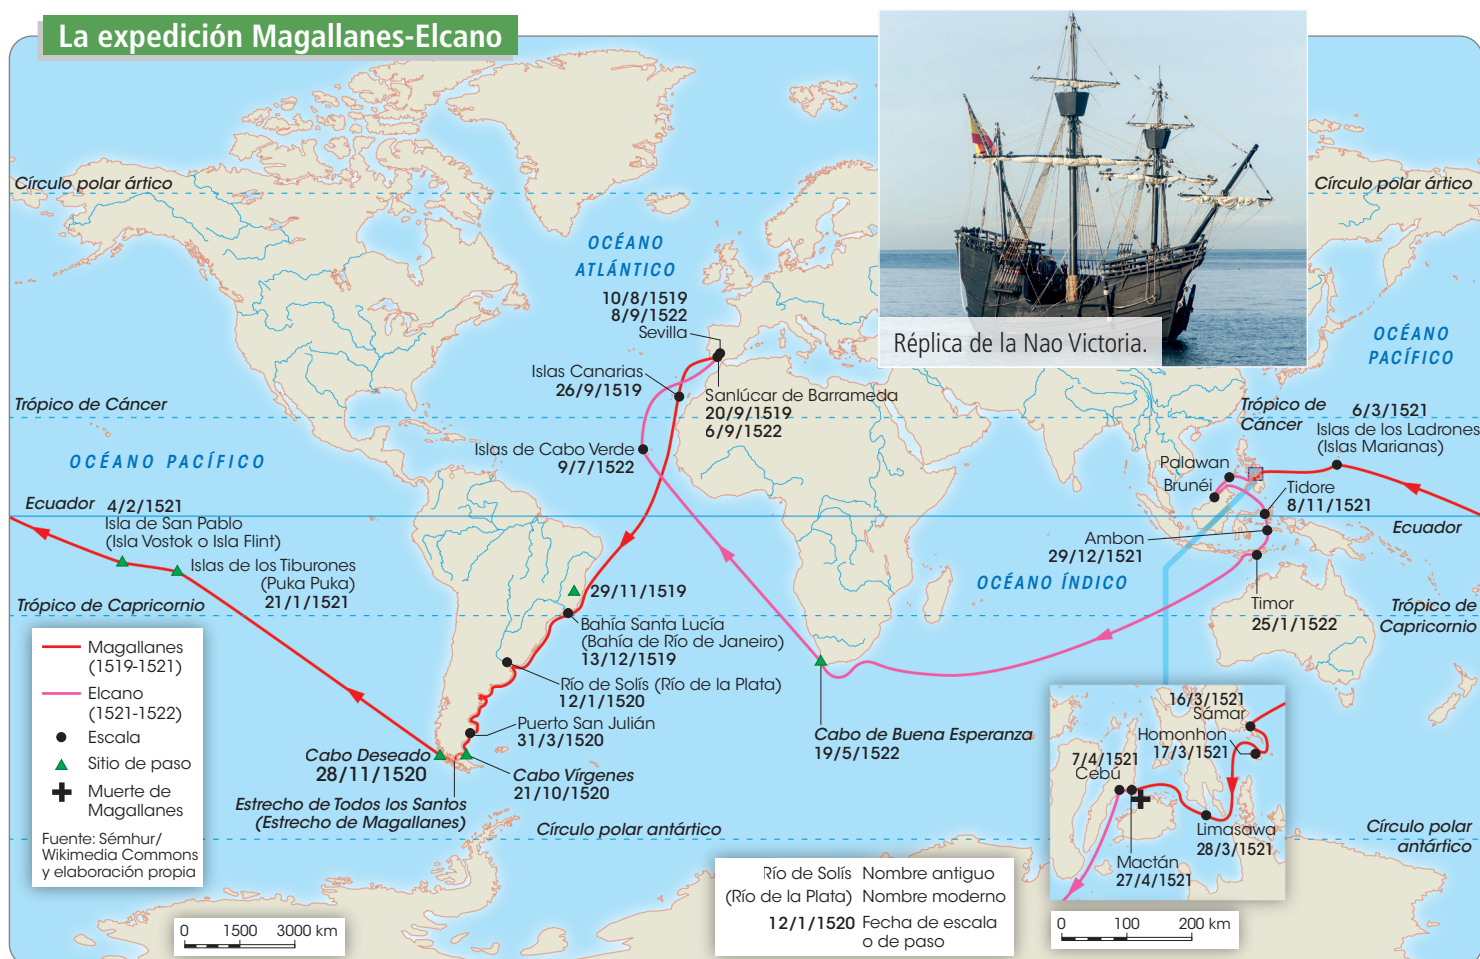 La expedición Magallanes-Elcano
Réplica de la Nao Victoria.
Círculo polar ártico
Círculo polar ártico
OCÉANO
ATLÁNTICO
10/8/1519
8/9/1522
Sevilla
OCÉANO
PACÍFICO
Islas Canarias
26/9/1519
Sanlúcar de Barrameda
20/9/1519
6/9/1522
Trópico de Cáncer
Trópico de
Cáncer
6/3/1521
Islas de los Ladrones
(Islas Marianas)
OCÉANO PACÍFICO
Islas de Cabo Verde
9/7/1522
Palawan
Brunéi
Tidore
8/11/1521
Ecuador
4/2/1521
Isla de San Pablo
(Isla Vostok o Isla Flint)
Ecuador
Ambon
29/12/1521
Islas de los Tiburones
(Puka Puka)
21/1/1521
OCÉANO ÍNDICO
29/11/1519
Trópico de Capricornio
Bahía Santa Lucía
(Bahía de Río de Janeiro)
13/12/1519
Timor
25/1/1522
Trópico de
Capricornio
Río de Solís (Río de la Plata)
12/1/1520
Puerto San Julián
31/3/1520
Cabo de Buena Esperanza
19/5/1522
Cabo Deseado
28/11/1520
Cabo Vírgenes
21/10/1520
Estrecho de Todos los Santos
(Estrecho de Magallanes)
Círculo polar antártico
Círculo polar
antártico
Magallanes
(1519-1521)
Elcano
(1521-1522)
Escala
Sitio de paso
Muerte de
Magallanes
Fuente: Sémhur/
Wikimedia Commons
y elaboración propia
0 1500 3000 km
Río de Solís Nombre antiguo
(Río de la Plata) Nombre moderno
12/1/1520 Fecha de escala
o de paso
16/3/1521
Sámar
Homonhon
17/3/1521
7/4/1521
Cebú
Limasawa
28/3/1521
Mactán
27/4/1521
0 100 200 km